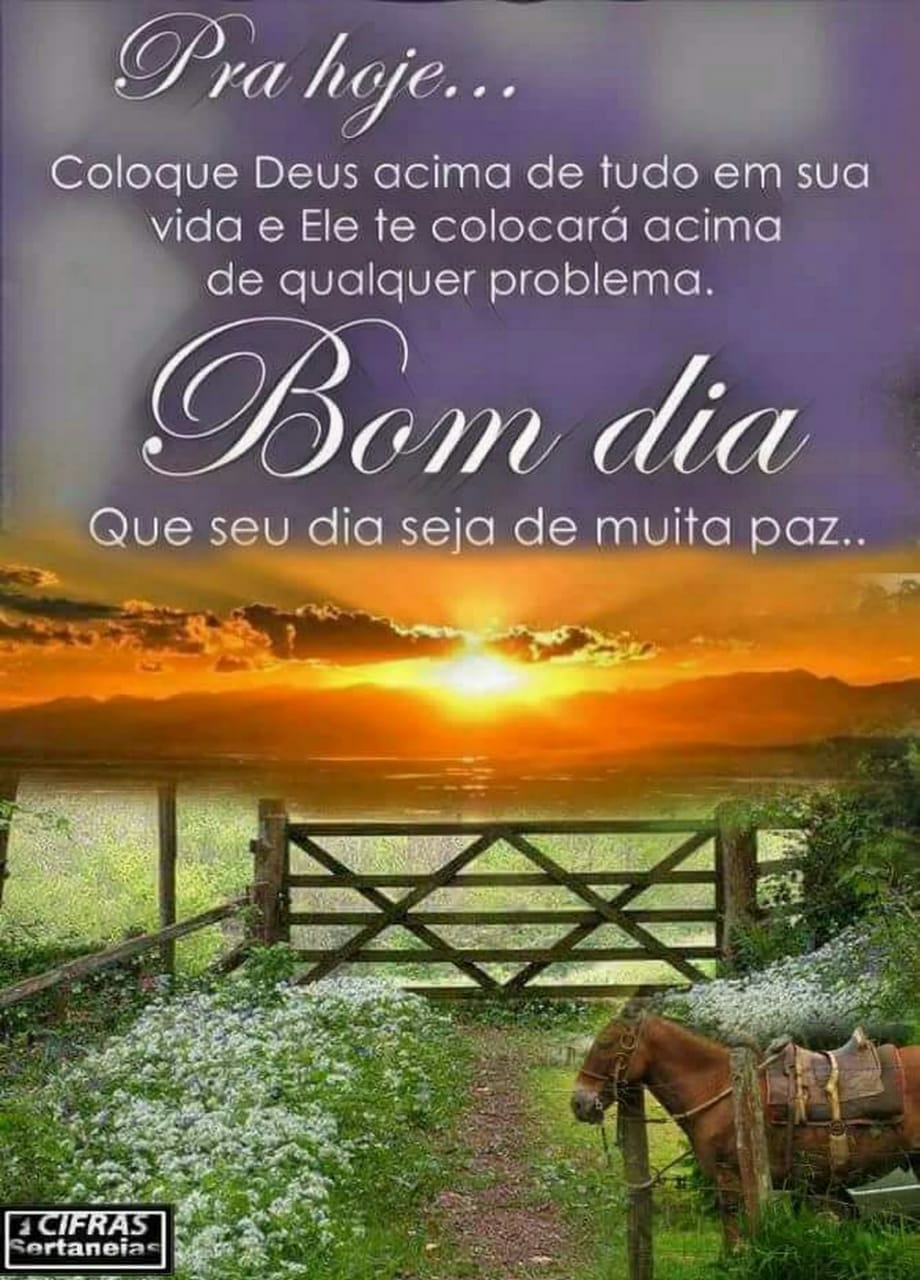 Pra hoje...
Coloque Deus acima de tudo em sua
vida e Ele te colocará acima
de qualquer problema.
Bom dia
Que seu dia seja de muita paz..
CIFRAS
Sertanejas